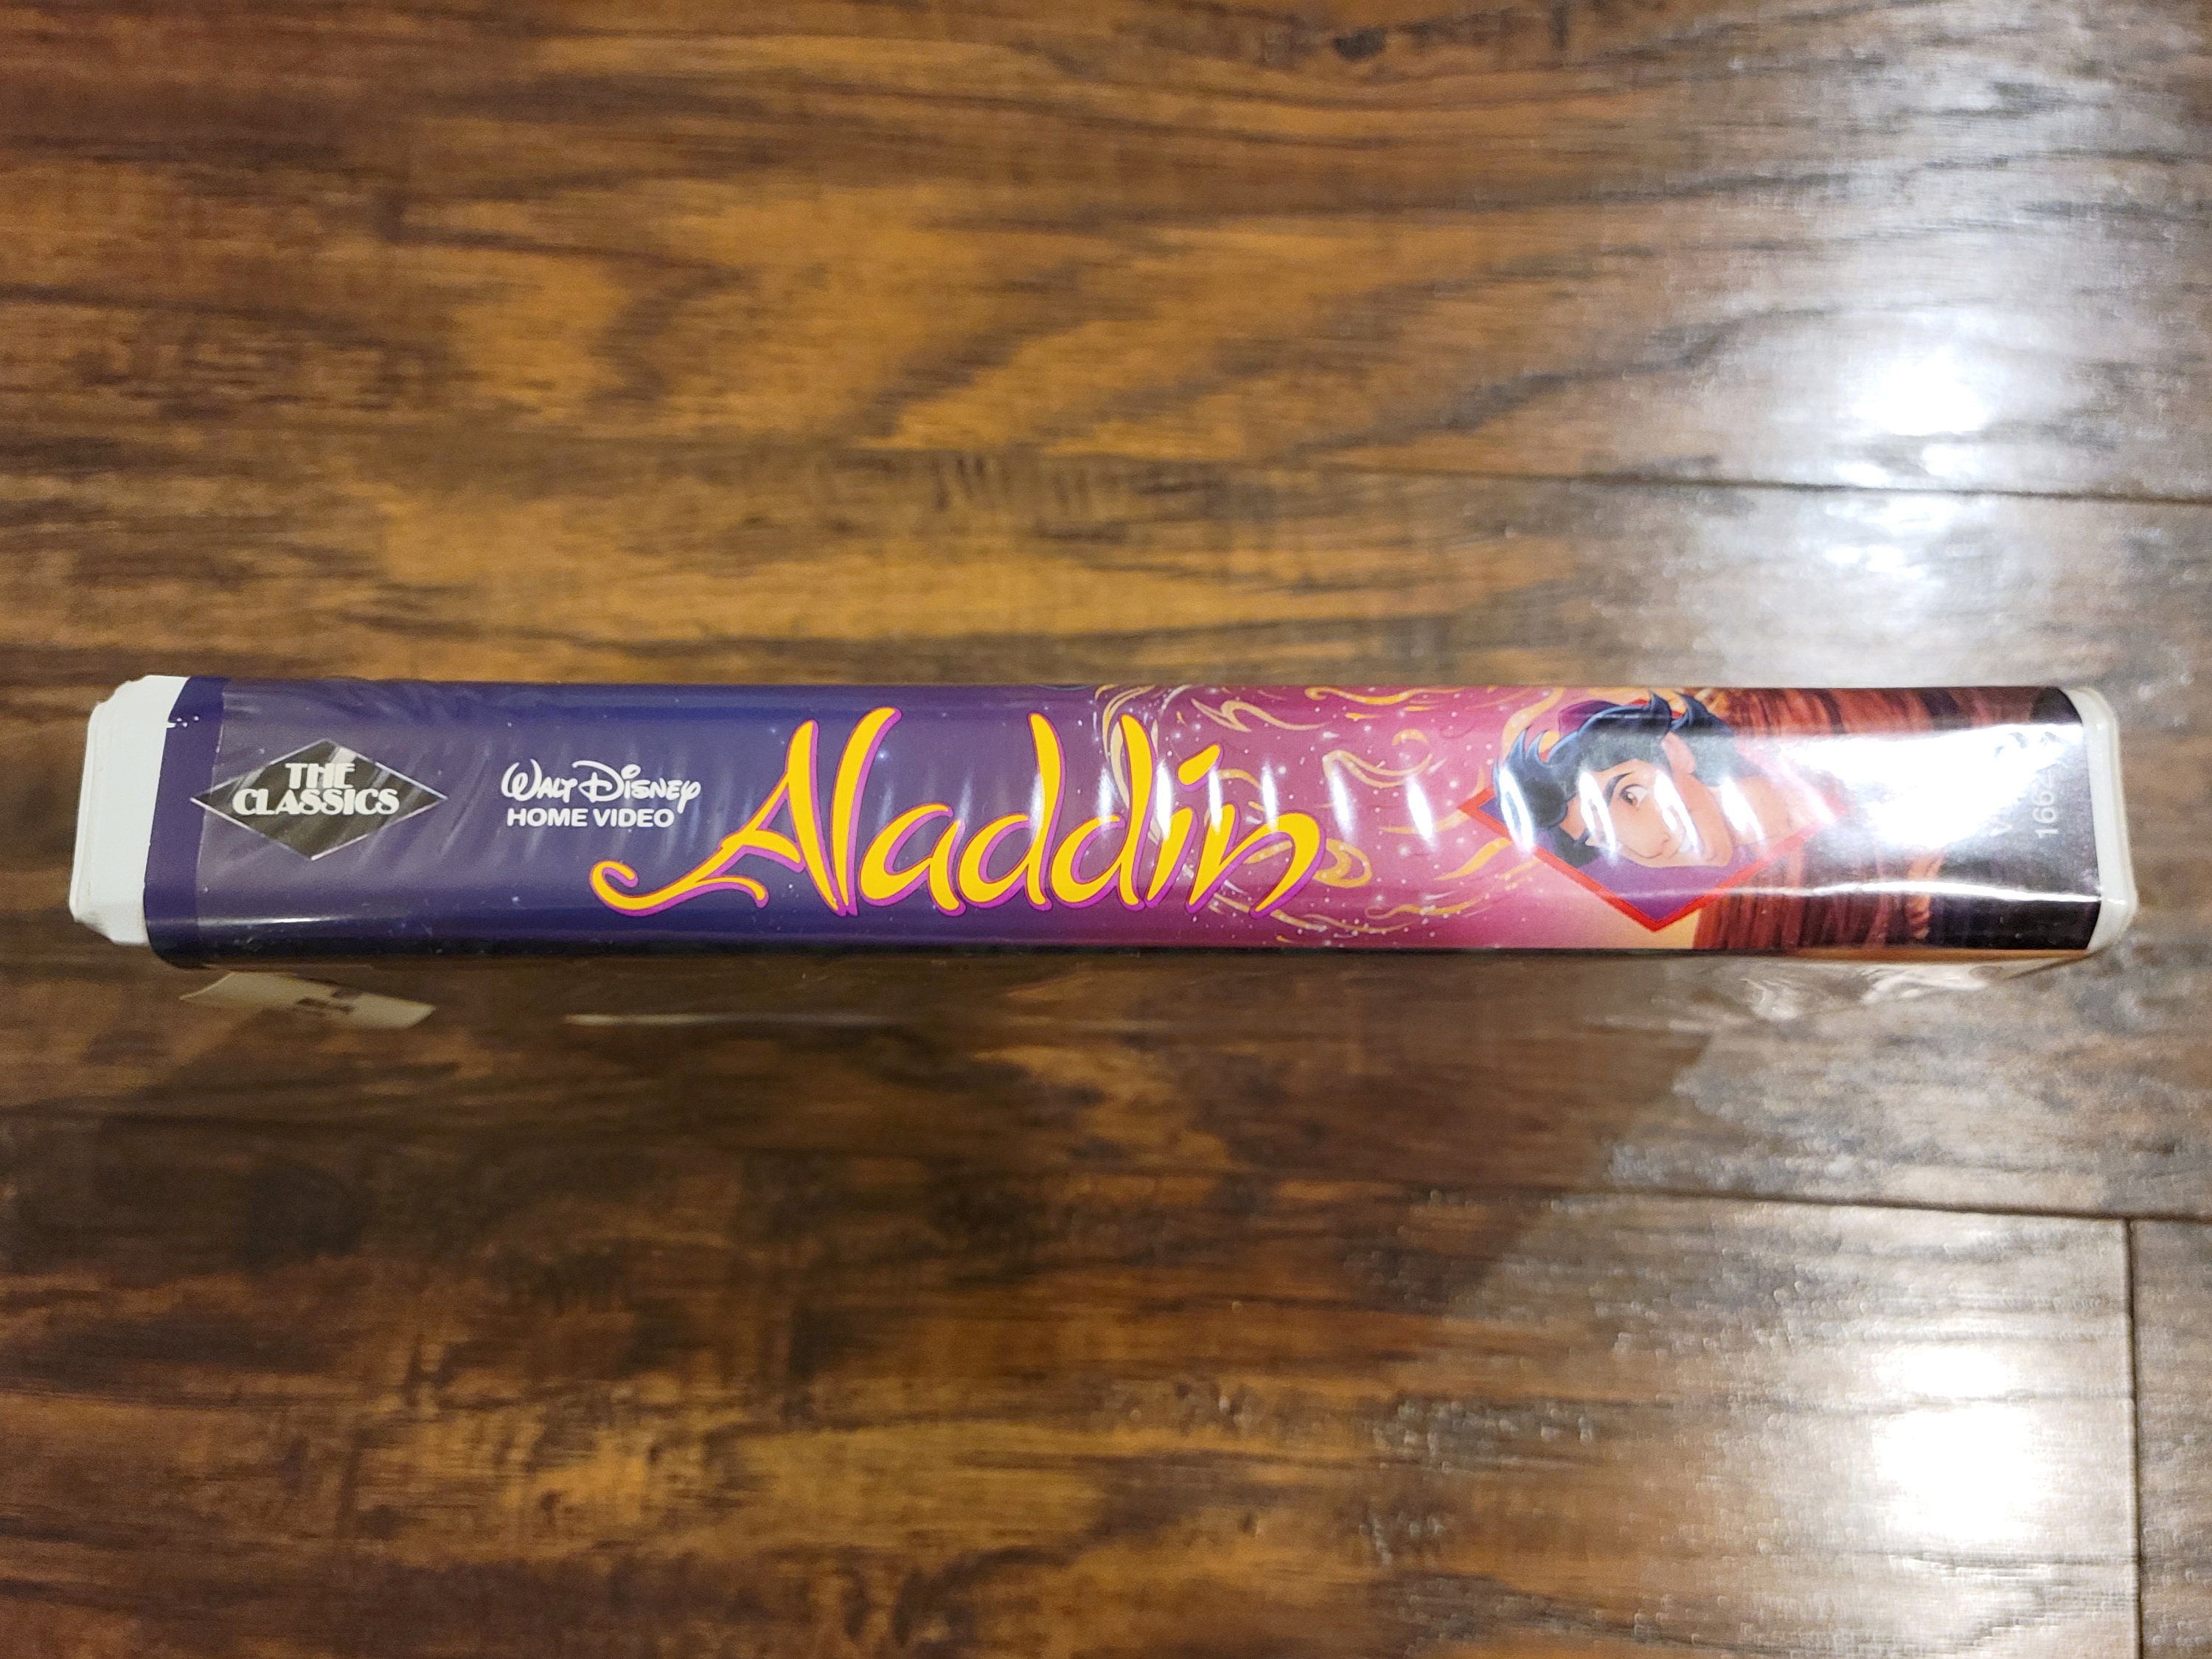 THE
CLASSICS
WALT DISNEY
HOME VIDEO
Aladdin